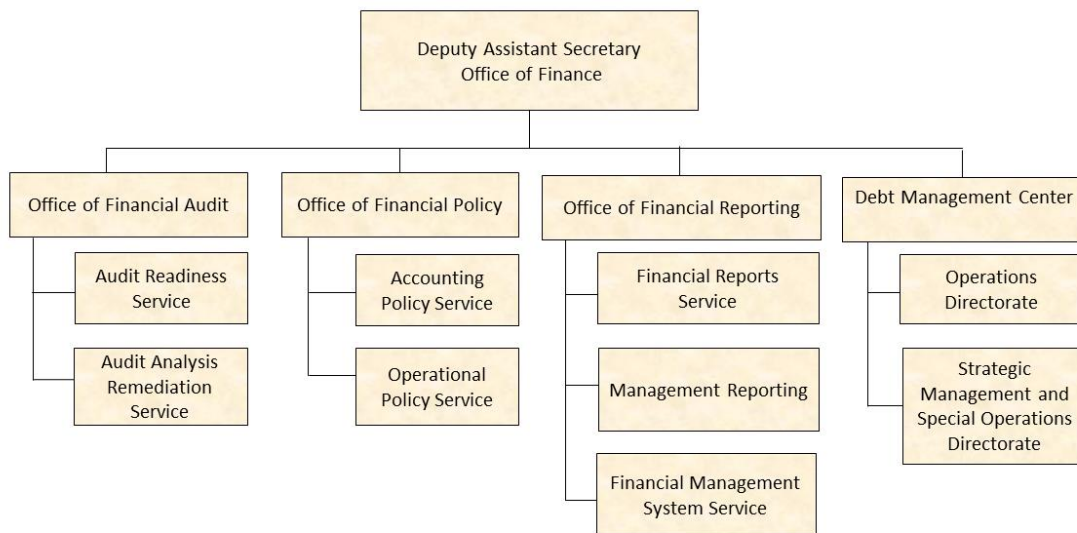 Deputy Assistant Secretary
Office of Finance
Office of Financial Audit
Audit Readiness
Service
Audit Analysis
Remediation
Service
Office of Financial Policy
Accounting
Policy Service
Operational
Policy Service
Office of Financial Reporting
Financial Reports
Service
Management Reporting
Financial Management
System Service
Debt Management Center
Operations
Directorate
Strategic
Management and
Special Operations
Directorate